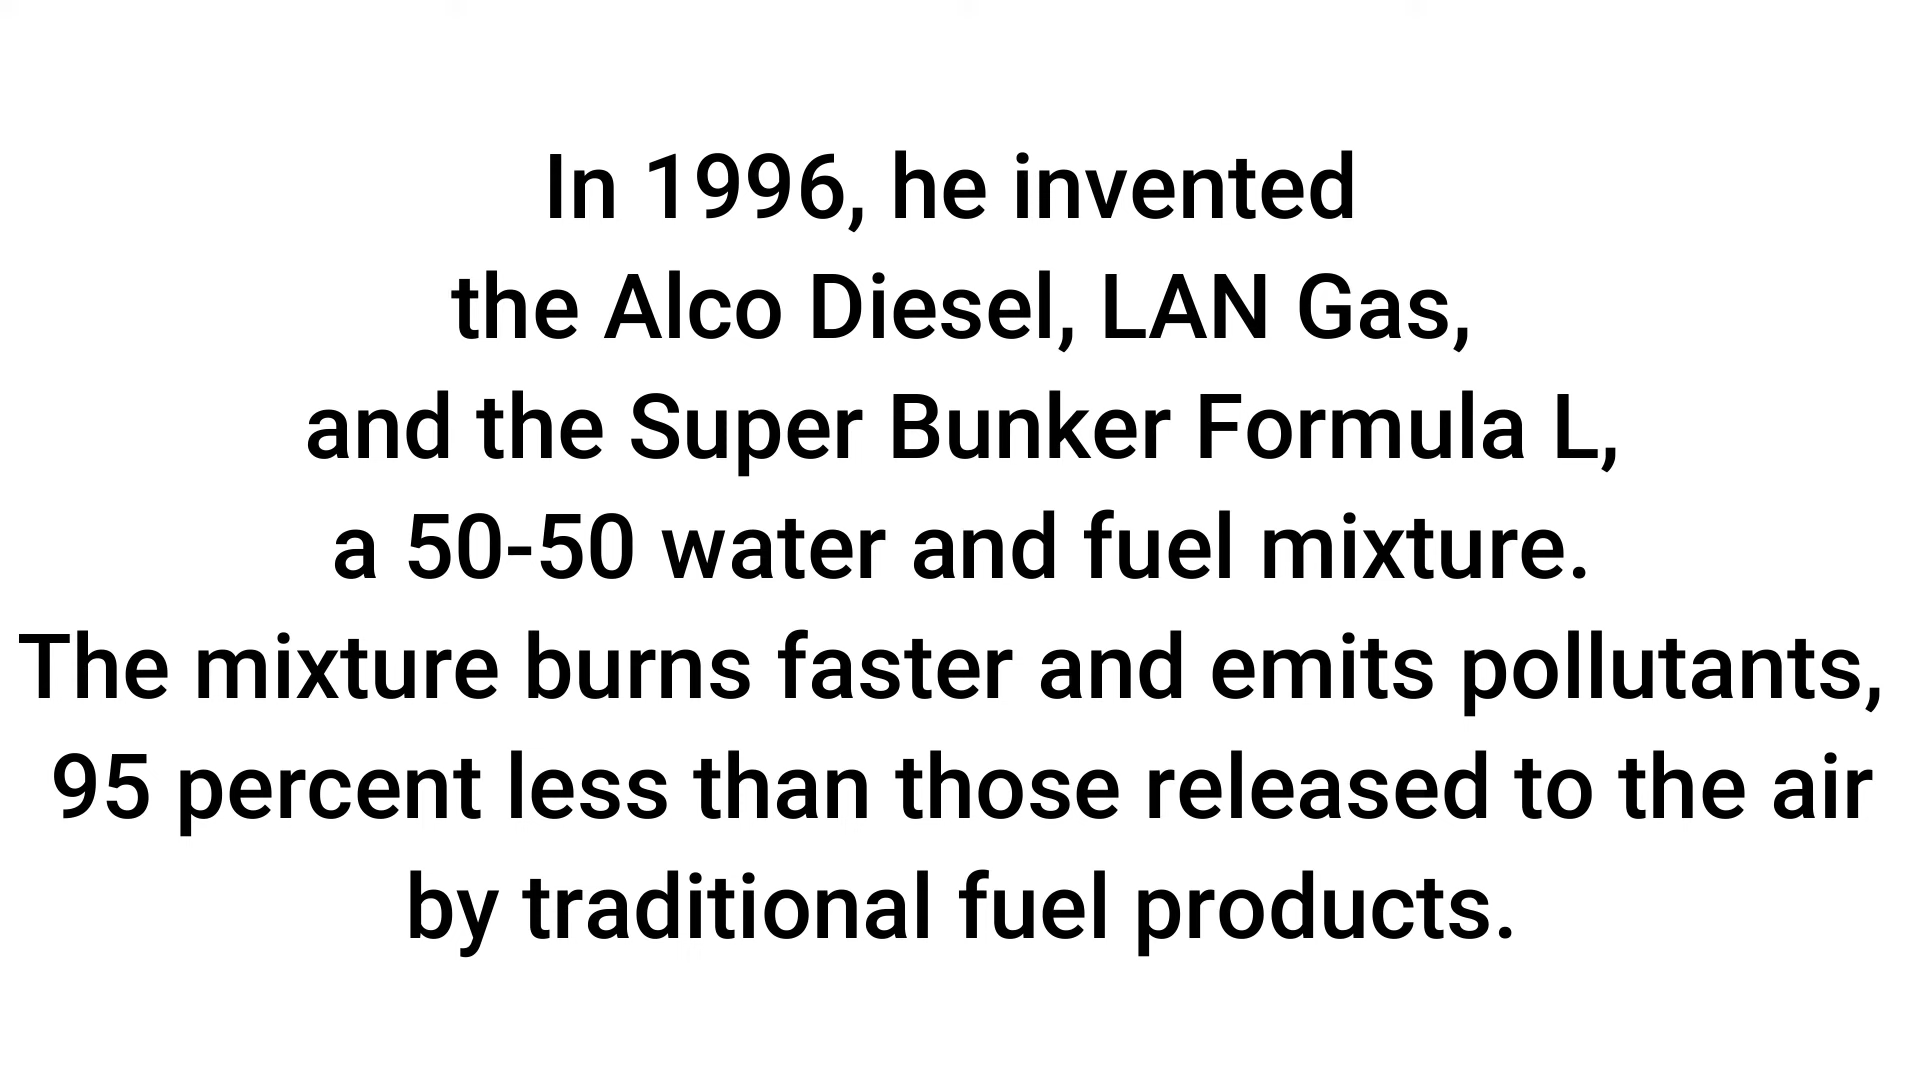 In 1996, he invented
the Alco Diesel, LAN Gas,
and the Super Bunker Formula L,
a 50-50 water and fuel mixture.
The mixture burns faster and emits pollutants,
95 percent less than those released to the air
by traditional fuel products.